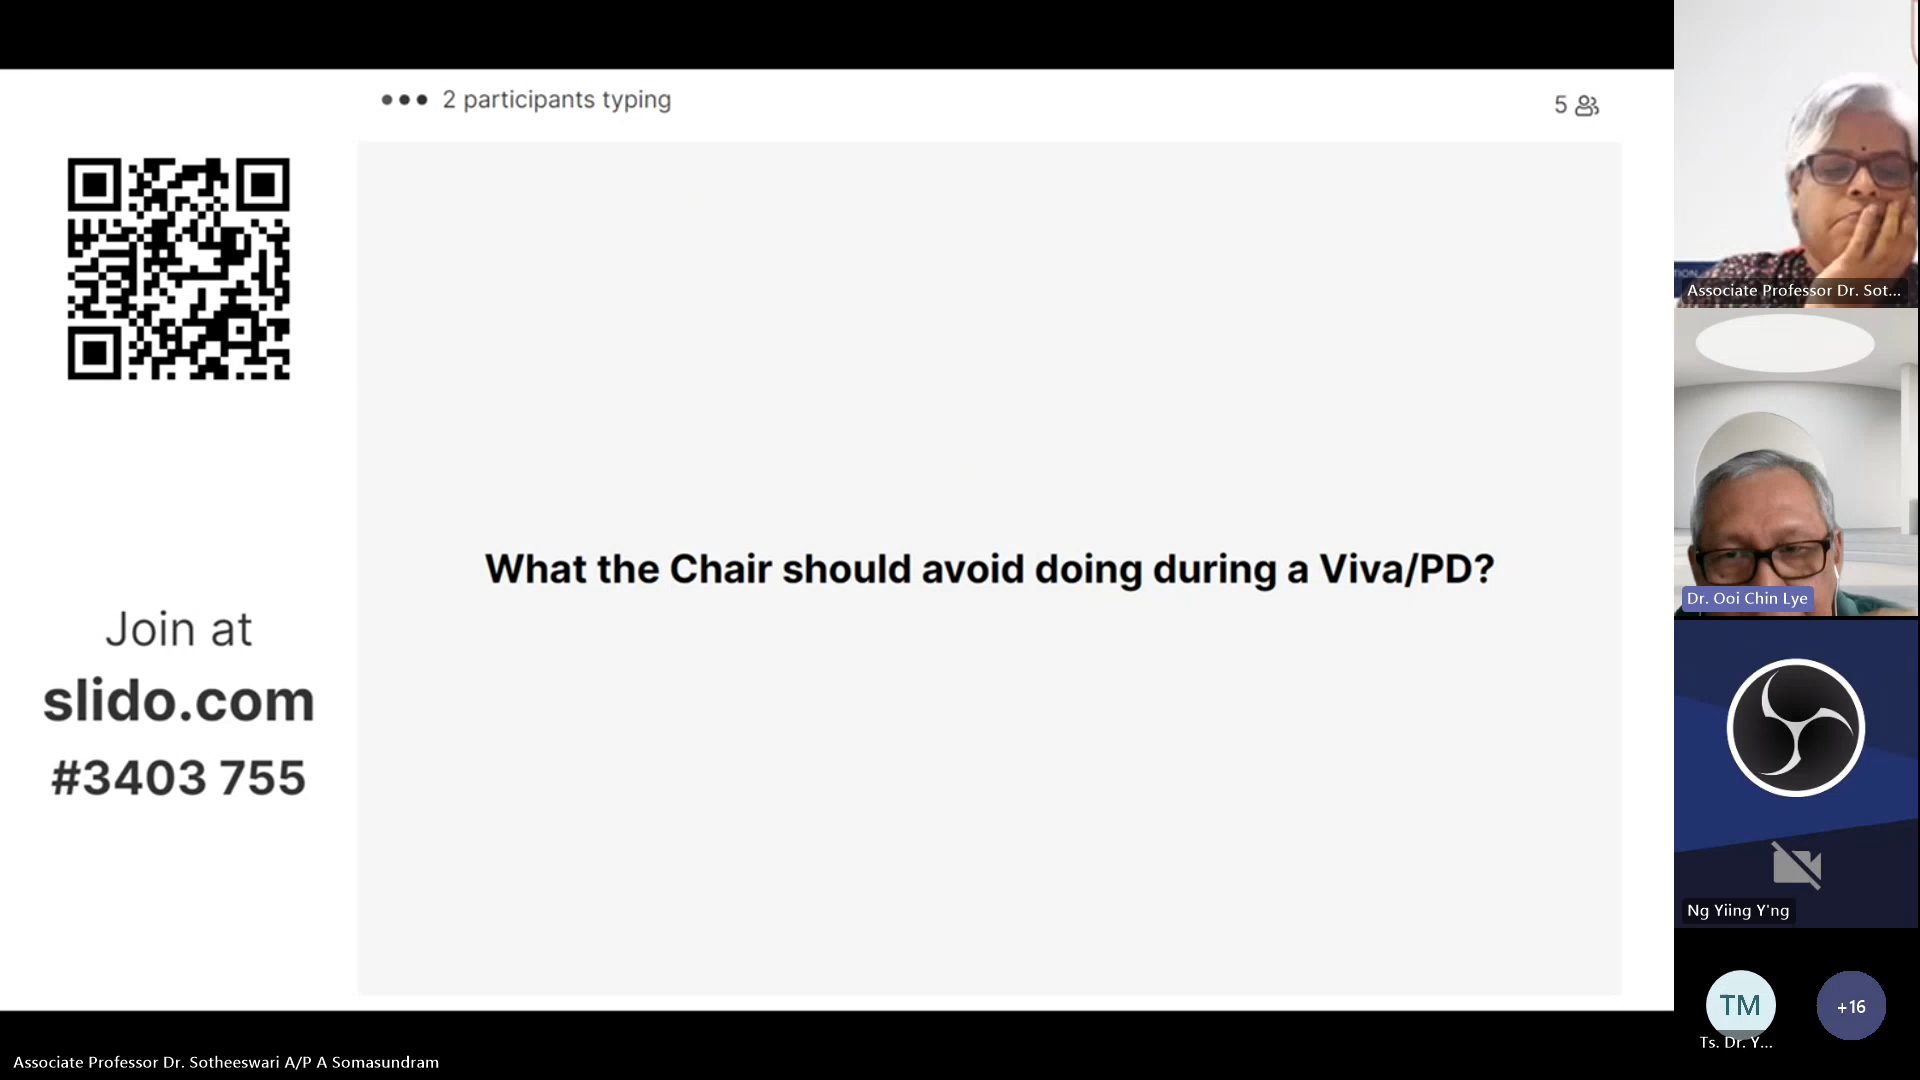 2 participants typing
5
Join at
slido.com
#3403 755
What the Chair should avoid doing during a Viva/PD?
TION
Associate Professor Dr. Sot...
Dr. Ooi Chin Lye
Ng Yiing Y'ng
TM
Ts. Dr. Y...
+16
Associate Professor Dr. Sotheeswari A/P A Somasundram